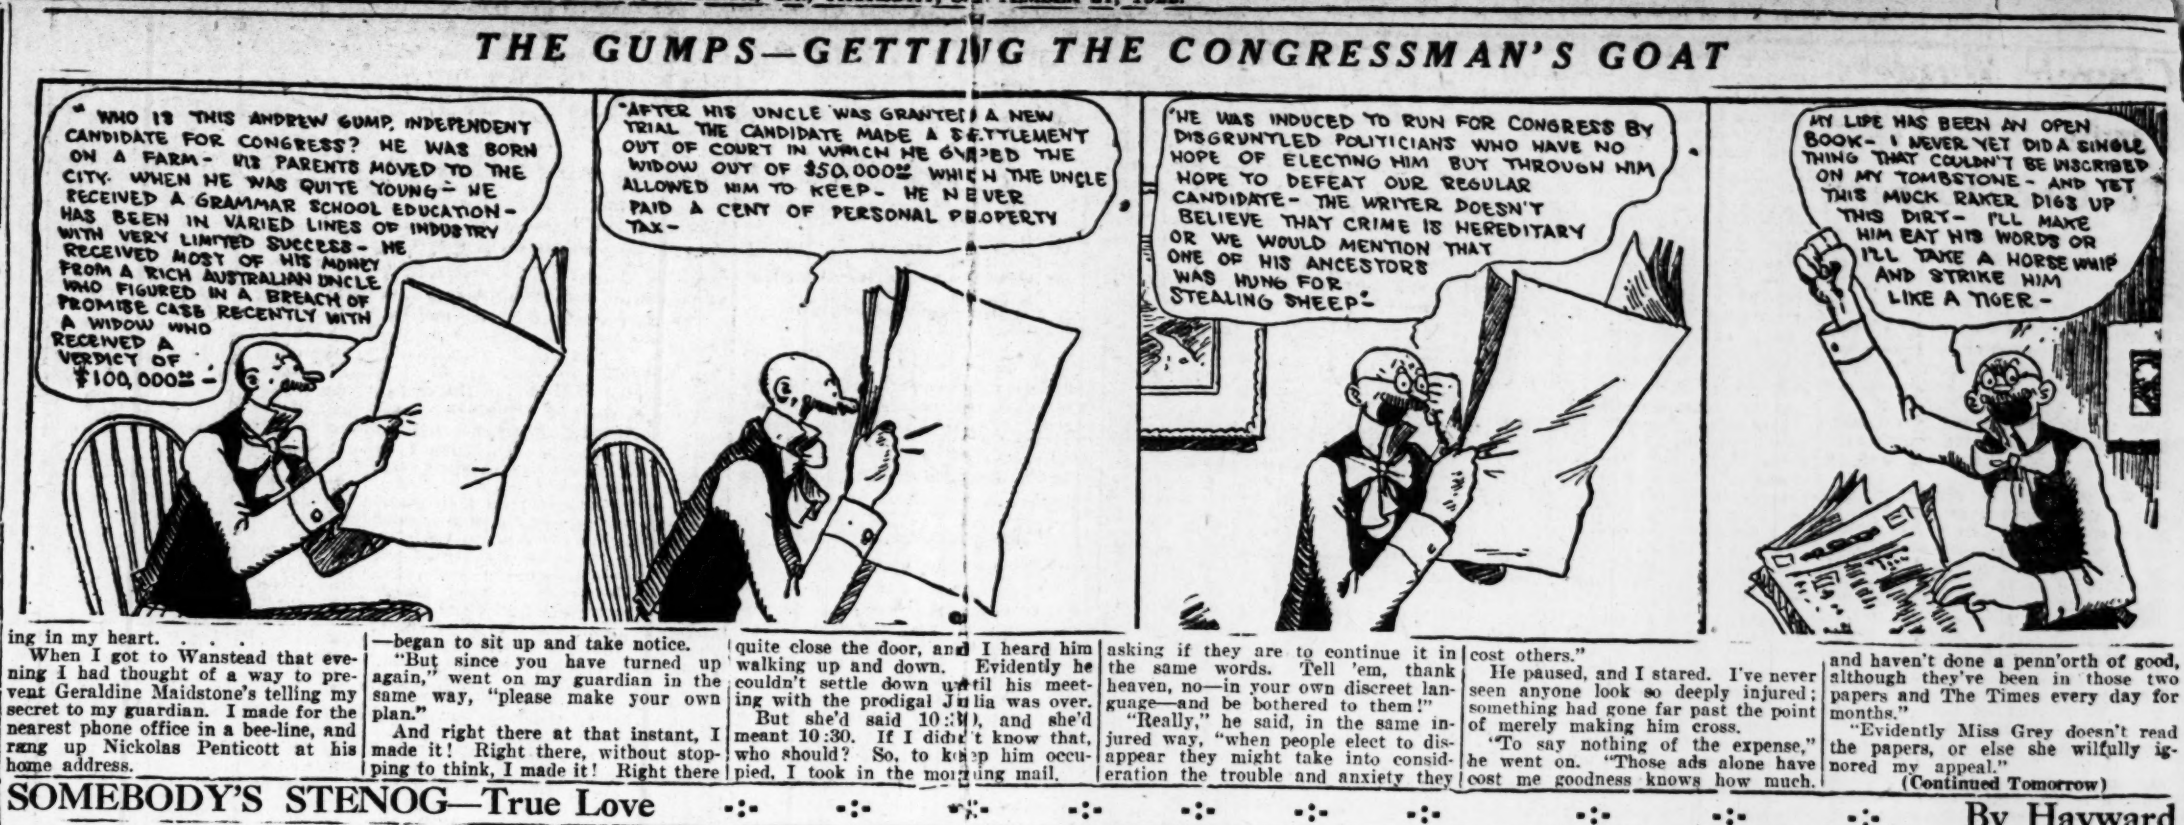 THE GUMPS—GETTING THE CONGRESSMAN'S GOAT
"WHO IS THIS ANDREW GUMP, INDEPENDENT
CANDIDATE FOR CONGRESS? HE WAS BORN
ON A FARM- HIS PARENTS MOVED TO THE
CITY- WHEN HE WAS QUITE YOUNG- HE
RECEIVED A GRAMMAR SCHOOL EDUCATION-
HAS BEEN IN VARIED LINES OF INDUSTRY
WITH VERY LIMITED SUCCESS- HE
RECEIVED MOST OF HIS MONEY
FROM A RICH AUSTRALIAN UNCLE
WHO FIGURED IN A BREACH OF
PROMISE CASE RECENTLY WITH
A WIDOW WHO
RECEIVED A
VERDICT OF
$100,000⁰⁰-
"AFTER HIS UNCLE WAS GRANTED A NEW
TRIAL THE CANDIDATE MADE A SETTLEMENT
OUT OF COURT IN WHICH HE GYPPED THE
WIDOW OUT OF $50,000⁰⁰ WHICH THE UNCLE
ALLOWED HIM TO KEEP- HE NEVER
PAID A CENT OF PERSONAL PROPERTY
TAX-
"HE WAS INDUCED TO RUN FOR CONGRESS BY
DISGRUNTLED POLITICIANS WHO HAVE NO
HOPE OF ELECTING HIM BUT THROUGH HIM
HOPE TO DEFEAT OUR REGULAR
CANDIDATE- THE WRITER DOESN'T
BELIEVE THAT CRIME IS HEREDITARY
OR WE WOULD MENTION THAT
ONE OF HIS ANCESTORS
WAS HUNG FOR
STEALING SHEEP"-
MY LIFE HAS BEEN AN OPEN
BOOK- I NEVER YET DID A SINGLE
THING THAT COULDN'T BE INSCRIBED
ON MY TOMBSTONE- AND YET
THIS MUCK RAKER DIGS UP
THIS DIRT- I'LL MAKE
HIM EAT HIS WORDS OR
I'LL TAKE A HORSE WHIP
AND STRIKE HIM
LIKE A TIGER-
ing in my heart. . . . .
When I got to Wanstead that eve-
ning I had thought of a way to pre-
vent Geraldine Maidstone's telling my
secret to my guardian. I made for the
nearest phone office in a bee-line, and
rang up Nickolas Penticott at his
home address.
—began to sit up and take notice.
"But since you have turned up
again," went on my guardian in the
same way, "please make your own
plan."
And right there at that instant, I
made it! Right there, without stop-
ping to think, I made it! Right there
quite close the door, and I heard him
walking up and down. Evidently he
couldn't settle down until his meet-
ing with the prodigal Julia was over.
But she'd said 10:30, and she'd
meant 10:30. If I didn't know that,
who should? So, to keep him occu-
pied, I took in the morning mail.
asking if they are to continue it in
the same words. Tell 'em, thank
heaven, no—in your own discreet lan-
guage—and be bothered to them!"
"Really," he said, in the same in-
jured way, "when people elect to dis-
appear they might take into consid-
eration the trouble and anxiety they
cost others."
He paused, and I stared. I've never
seen anyone look so deeply injured;
something had gone far past the point
of merely making him cross.
"To say nothing of the expense,"
he went on. "Those ads alone have
cost me goodness knows how much.
and haven't done a penn'orth of good,
although they've been in those two
papers and The Times every day for
months."
"Evidently Miss Grey doesn't read
the papers, or else she wilfully ig-
nored my appeal."
(Continued Tomorrow)
SOMEBODY'S STENOG—True Love
By Hayward